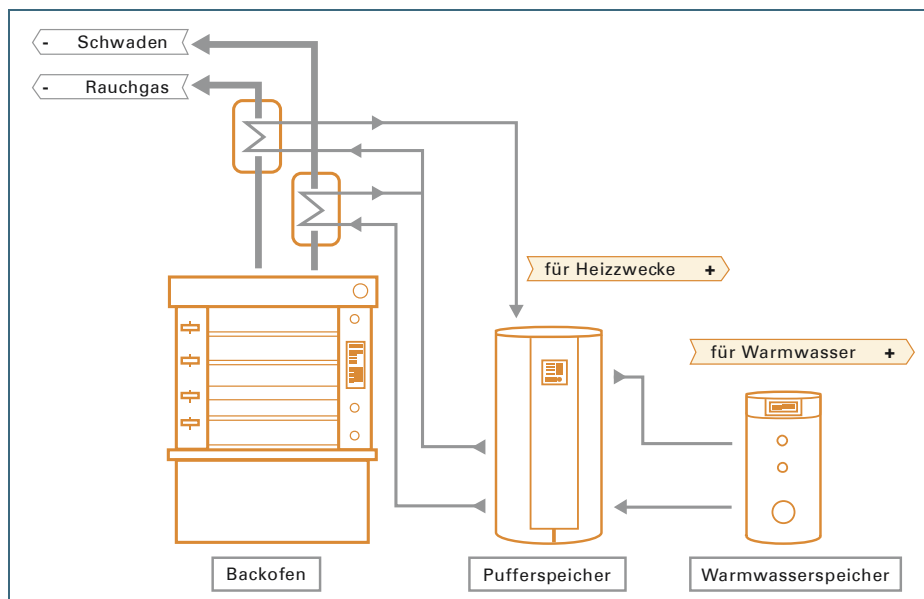 - Schwaden
- Rauchgas
für Heizzwecke +
für Warmwasser +
Backofen
Pufferspeicher
Warmwasserspeicher